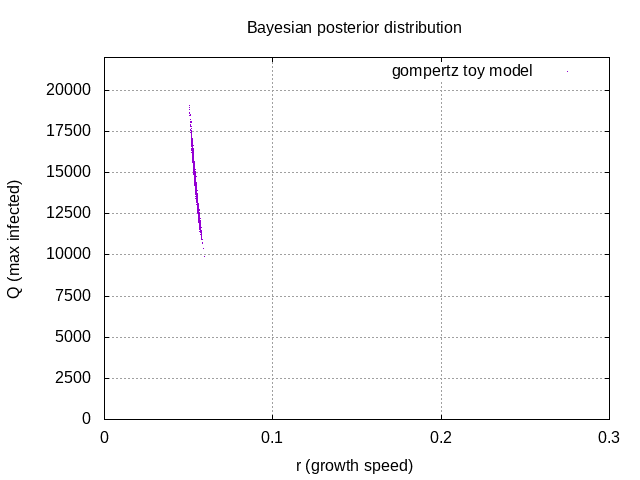 Bayesian posterior distribution
gompertz toy model
20000
17500
15000
12500
10000
7500
5000
2500
0
Q (max infected)
0 0.1 0.2 0.3
r (growth speed)